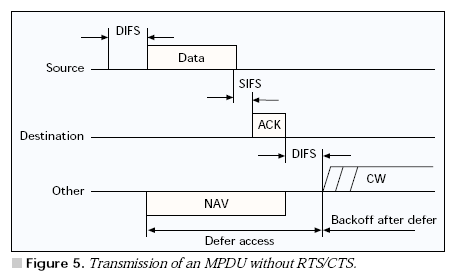 DIFS
Data
Source
SIFS
ACK
Destination
DIFS
CW
Other
NAV
Backoff after defer
Defer access
Figure 5. Transmission of an MPDU without RTS/CTS.